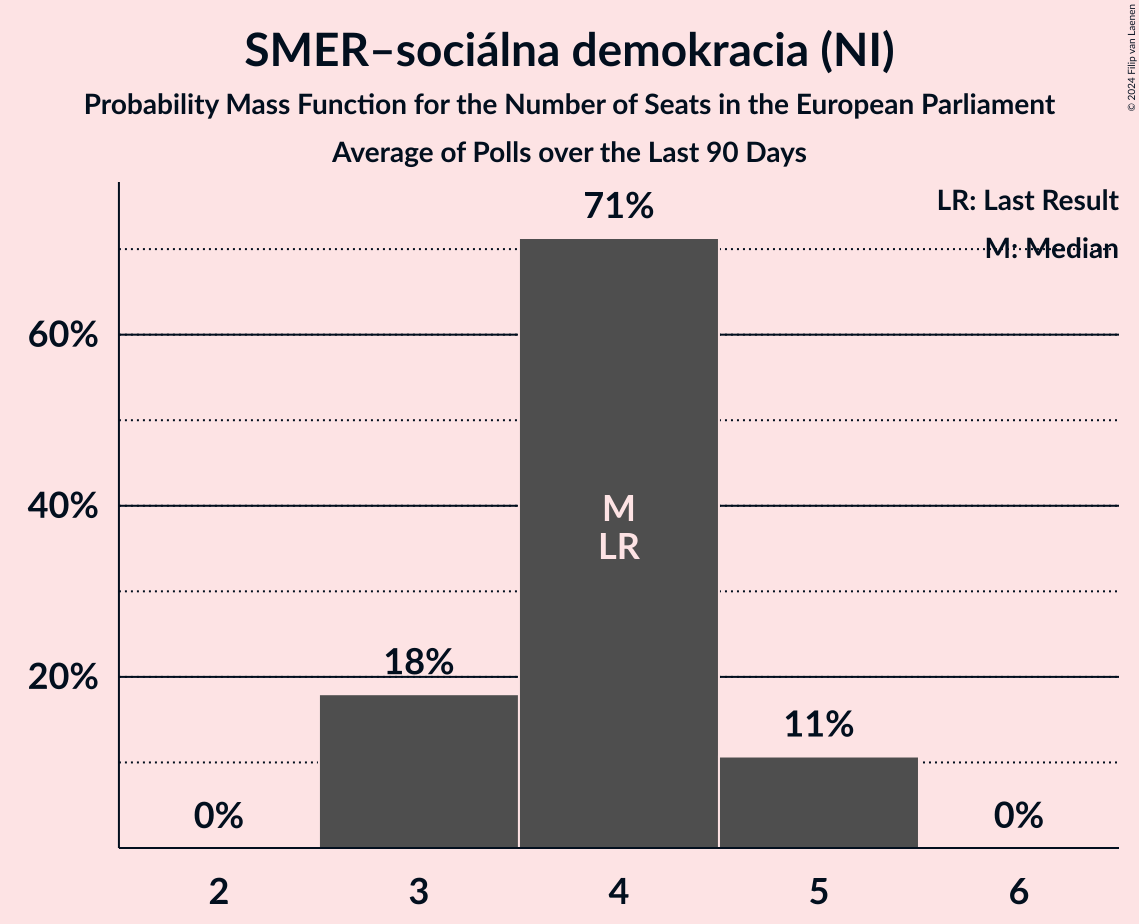 SMER–sociálna demokracia (NI)
Probability Mass Function for the Number of Seats in the European Parliament
Average of Polls over the Last 90 Days
© 2024 Filip van Laenen
LR: Last Result
M: Median
71%
60%
40%
M
LR
18%
20%
11%
0%
0%
2 3 4 5 6